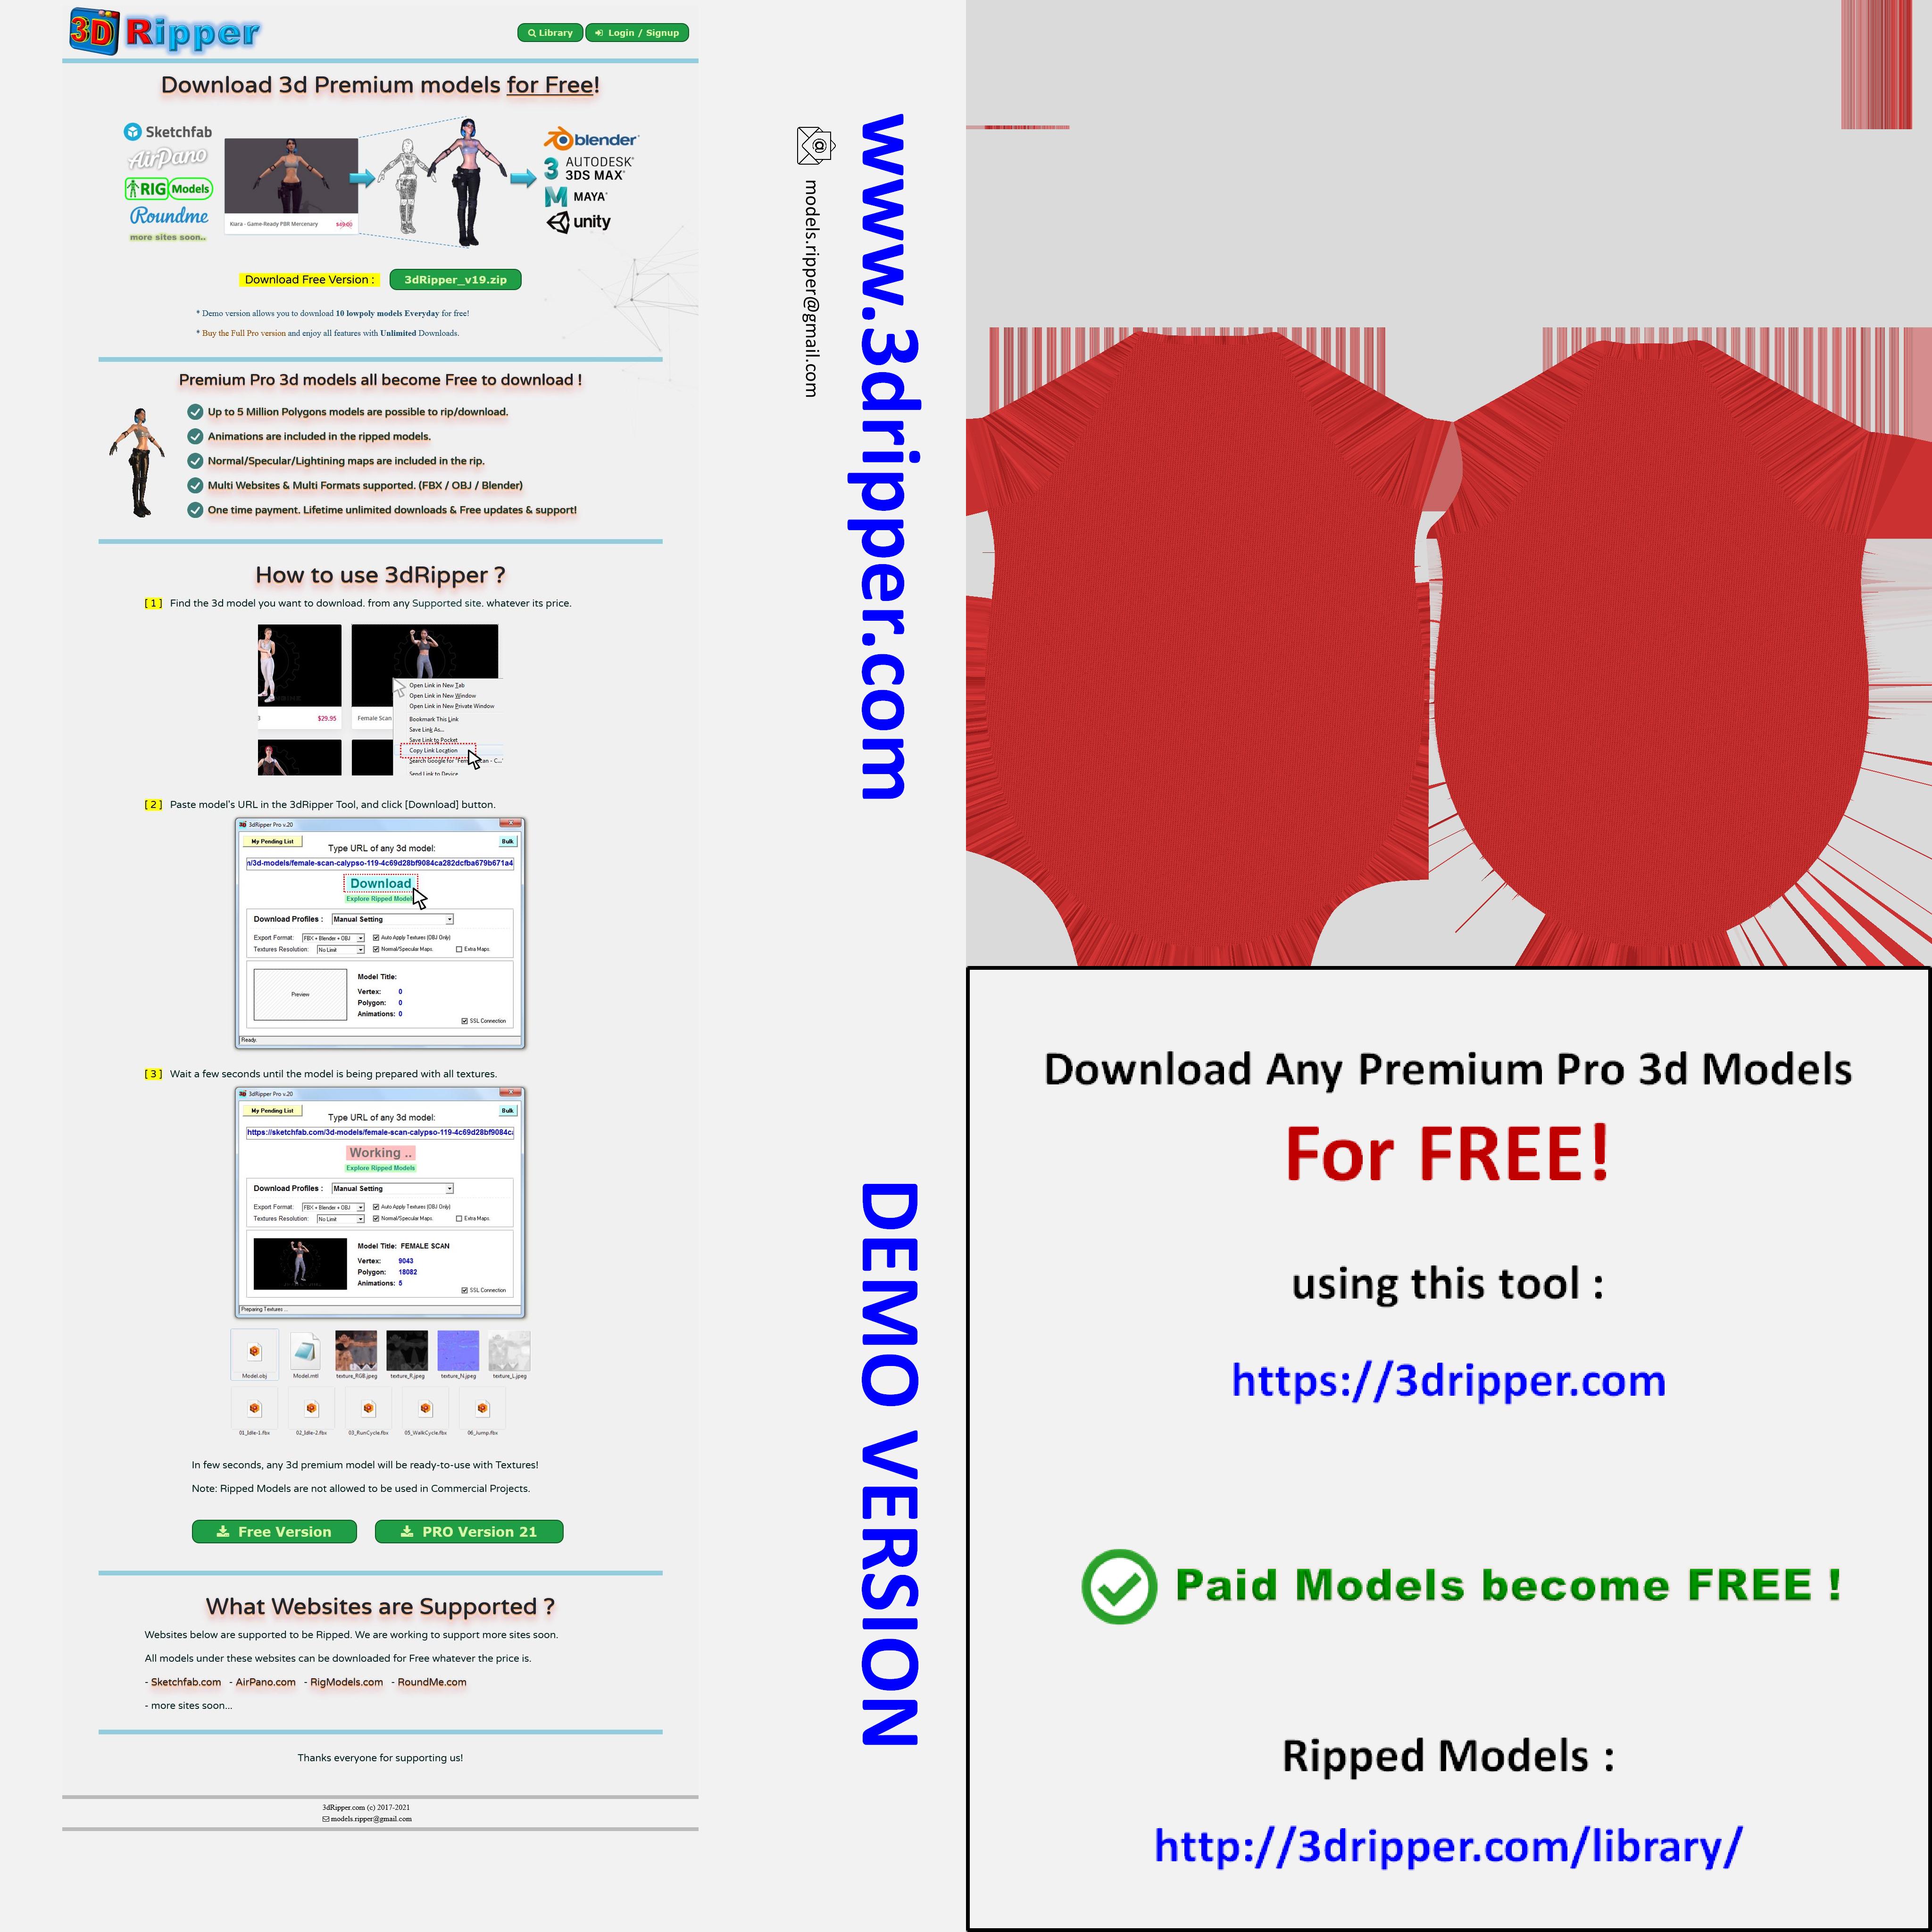 3D Ripper
Library
Login / Signup
Download 3d Premium models for Free!
Sketchfab
AirPano
RIG Models
Roundme
more sites soon..
Kiara - Game-Ready PBR Mercenary
blender
AUTODESK
3DS MAX
MAYA
unity
Download Free Version :
3dRipper_v19.zip
* Demo version allows you to download 10 lowpoly models Everyday for free!
* Buy the Full Pro version and enjoy all features with Unlimited Downloads.
Premium Pro 3d models all become Free to download !
Up to 5 Million Polygons models are possible to rip/download.
Animations are included in the ripped models.
Normal/Specular/Lightining maps are included in the rip.
Multi Websites & Multi Formats supported. (FBX / OBJ / Blender)
One time payment. Lifetime unlimited downloads & Free updates & support!
How to use 3dRipper ?
[ 1 ] Find the 3d model you want to download. from any Supported site. whatever its price.
$29.95
Female Scan
Open Link in New Tab
Open Link in New Window
Open Link in New Private Window
Bookmark This Link
Save Link As...
Save Link to Pocket
Copy Link Location
Search Google for "Fem
an - C..."
Send Link to Device
[ 2 ] Paste model's URL in the 3dRipper Tool, and click [Download] button.
3dRipper Pro v.20
My Pending List
Bulk
Type URL of any 3d model:
n/3d-models/female-scan-calypso-119-4c69d28bf9084ca282dcfba679b671a4
Download
Explore Ripped Model
Download Profiles : Manual Setting
Export Format: FBX + Blender + OBJ Auto Apply Textures (OBJ Only)
Textures Resolution: No Limit Normal/Specular Maps. Extra Maps.
Preview
Model Title:
Vertex: 0
Polygon: 0
Animations: 0
SSL Connection
Ready.
[ 3 ] Wait a few seconds until the model is being prepared with all textures.
3dRipper Pro v.20
My Pending List
Bulk
Type URL of any 3d model:
https://sketchfab.com/3d-models/female-scan-calypso-119-4c69d28bf9084c
Working ..
Explore Ripped Models
Download Profiles : Manual Setting
Export Format: FBX + Blender + OBJ Auto Apply Textures (OBJ Only)
Textures Resolution: No Limit Normal/Specular Maps. Extra Maps.
Model Title: FEMALE SCAN
Vertex: 9043
Polygon: 18082
Animations: 5
SSL Connection
Preparing Textures ...
Model.obj Model.mtl texture_RGB.jpeg texture_R.jpeg texture_N.jpeg texture_L.jpeg
01_Idle-1.fbx 02_Idle-2.fbx 03_RunCycle.fbx 05_WalkCycle.fbx 06_Jump.fbx
In few seconds, any 3d premium model will be ready-to-use with Textures!
Note: Ripped Models are not allowed to be used in Commercial Projects.
Free Version
PRO Version 21
What Websites are Supported ?
Websites below are supported to be Ripped. We are working to support more sites soon.
All models under these websites can be downloaded for Free whatever the price is.
- Sketchfab.com - AirPano.com - RigModels.com - RoundMe.com
- more sites soon...
Thanks everyone for supporting us!
3dRipper.com (c) 2017-2021
models.ripper@gmail.com
models.ripper@gmail.com
www.3dripper.com
DEMO VERSION
Download Any Premium Pro 3d Models
For FREE!
using this tool :
https://3dripper.com
Paid Models become FREE !
Ripped Models :
http://3dripper.com/library/